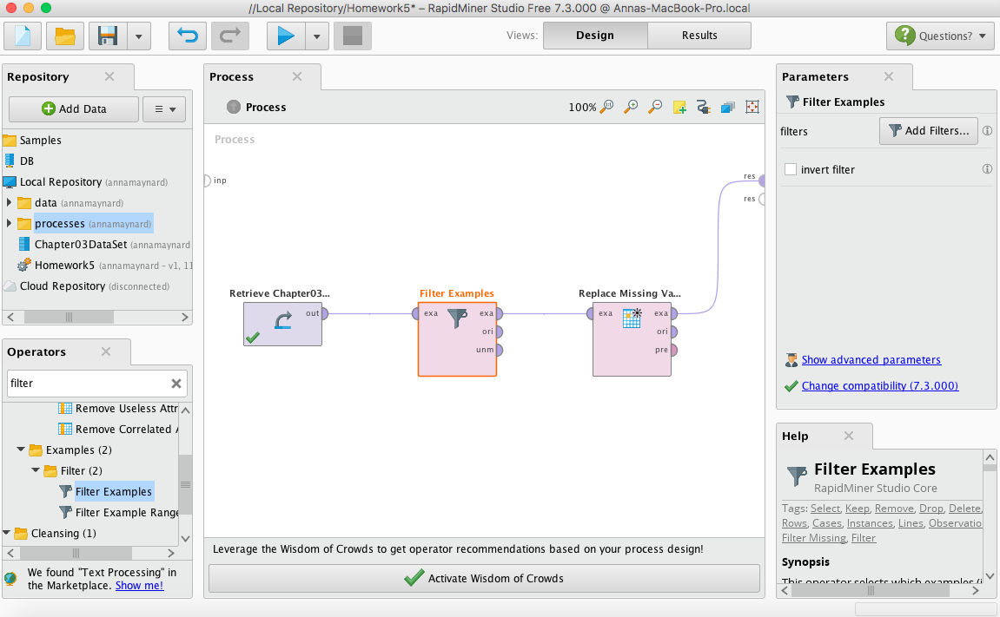 //Local Repository/Homework5* – RapidMiner Studio Free 7.3.000 @ Annas-MacBook-Pro.local
Views: Design Results
Questions?
Repository
Add Data
Samples
DB
Local Repository (annamaynard)
data (annamaynard)
processes (annamaynard)
Chapter03DataSet (annamaynard
Homework5 (annamaynard – v1, 11
Cloud Repository (disconnected)
Operators
filter
Remove Useless Attr
Remove Correlated A
Examples (2)
Filter (2)
Filter Examples
Filter Example Range
Cleansing (1)
We found "Text Processing" in
the Marketplace. Show me!
Process
Process
100%
Process
inp
res
res
Retrieve Chapter03...
out
Filter Examples
exa exa
ori
unm
Replace Missing Va...
exa exa
ori
pre
Leverage the Wisdom of Crowds to get operator recommendations based on your process design!
Activate Wisdom of Crowds
Parameters
Filter Examples
filters Add Filters...
invert filter
Show advanced parameters
Change compatibility (7.3.000)
Help
Filter Examples
RapidMiner Studio Core
Tags: Select, Keep, Remove, Drop, Delete,
Rows, Cases, Instances, Lines, Observatio
Filter Missing, Filter
Synopsis
This operator selects which examples (i